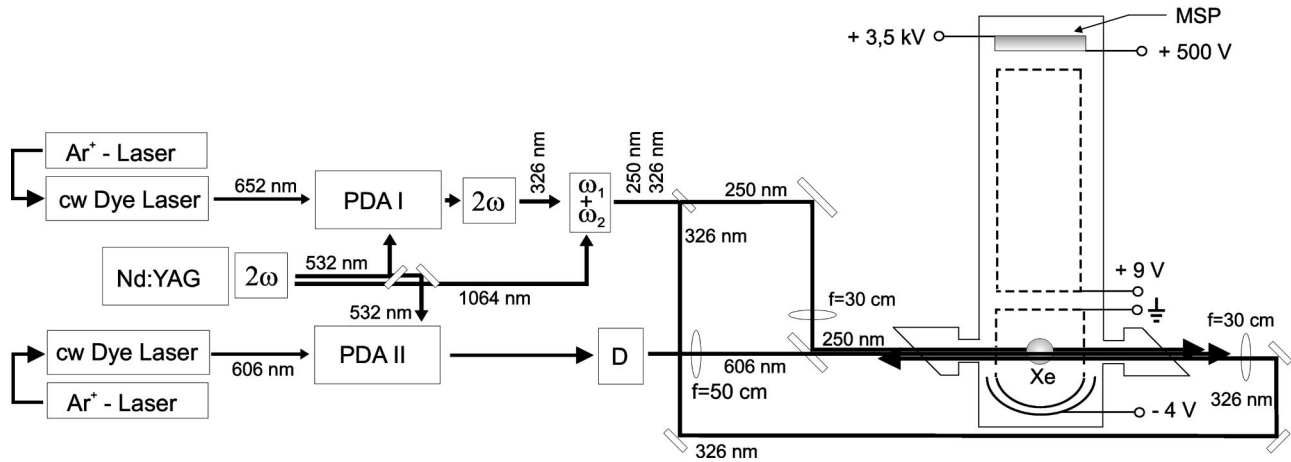 MSP
+ 3,5 kV
+ 500 V
Ar+ - Laser
cw Dye Laser
652 nm
PDA I
2ω
326 nm
ω1
+
ω2
250 nm
326 nm
250 nm
326 nm
Nd:YAG
2ω
532 nm
1064 nm
532 nm
+ 9 V
f=30 cm
f=30 cm
cw Dye Laser
606 nm
PDA II
D
606 nm
250 nm
f=50 cm
Xe
326 nm
Ar+ - Laser
- 4 V
326 nm